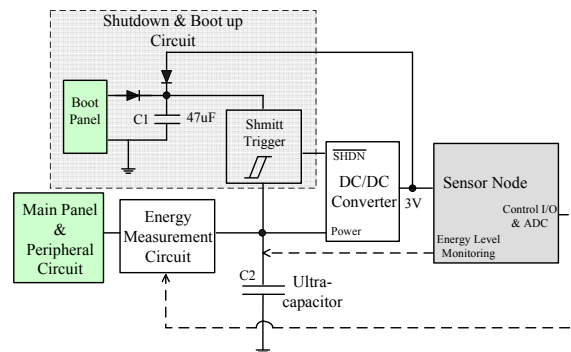 Shutdown & Boot up
Circuit
Boot
Panel
C1
47uF
Shmitt
Trigger
SHDN
DC/DC
Converter
Power
3V
Sensor Node
Control I/O
& ADC
Energy Level
Monitoring
Main Panel
&
Peripheral
Circuit
Energy
Measurement
Circuit
C2
Ultra-
capacitor